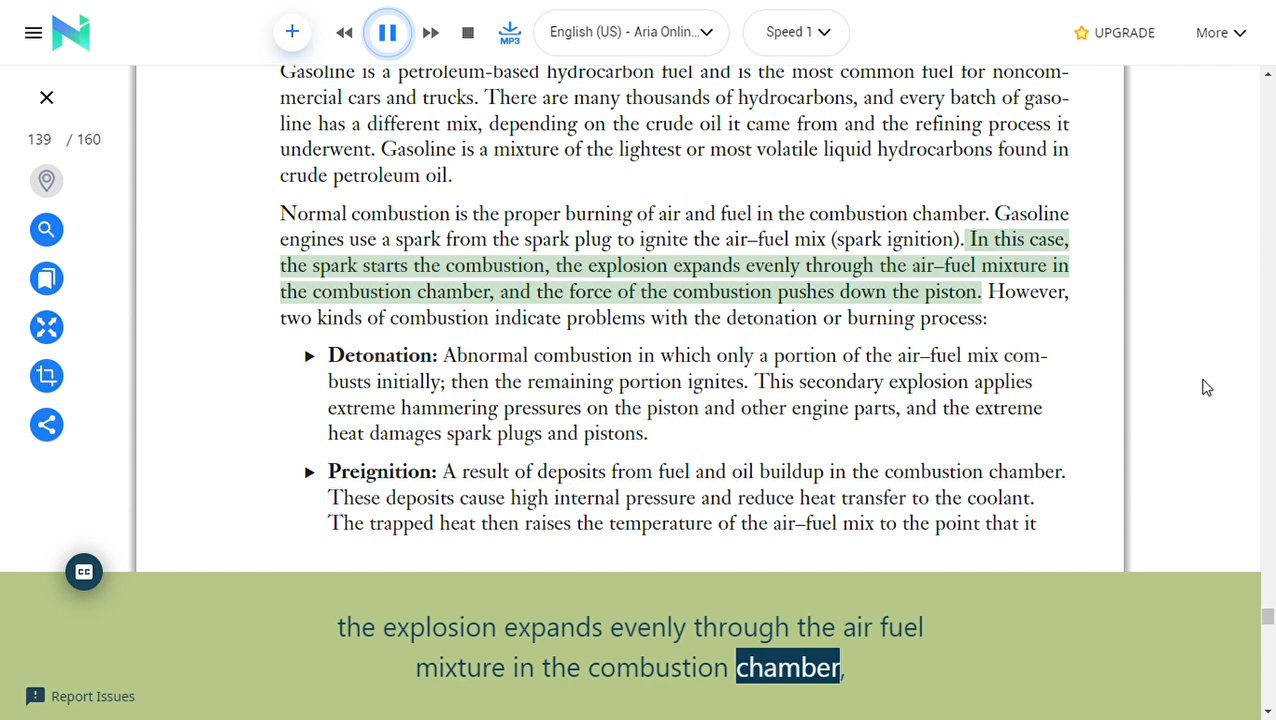 MP3
English (US) - Aria Onlin...
Speed 1
UPGRADE
More
139 / 160
Gasoline is a petroleum-based hydrocarbon fuel and is the most common fuel for noncom-
mercial cars and trucks. There are many thousands of hydrocarbons, and every batch of gaso-
line has a different mix, depending on the crude oil it came from and the refining process it
underwent. Gasoline is a mixture of the lightest or most volatile liquid hydrocarbons found in
crude petroleum oil.
Normal combustion is the proper burning of air and fuel in the combustion chamber. Gasoline
engines use a spark from the spark plug to ignite the air–fuel mix (spark ignition). In this case,
the spark starts the combustion, the explosion expands evenly through the air–fuel mixture in
the combustion chamber, and the force of the combustion pushes down the piston. However,
two kinds of combustion indicate problems with the detonation or burning process:
▶ Detonation: Abnormal combustion in which only a portion of the air–fuel mix com-
busts initially; then the remaining portion ignites. This secondary explosion applies
extreme hammering pressures on the piston and other engine parts, and the extreme
heat damages spark plugs and pistons.
▶ Preignition: A result of deposits from fuel and oil buildup in the combustion chamber.
These deposits cause high internal pressure and reduce heat transfer to the coolant.
The trapped heat then raises the temperature of the air–fuel mix to the point that it
CC
the explosion expands evenly through the air fuel
mixture in the combustion chamber,
Report Issues